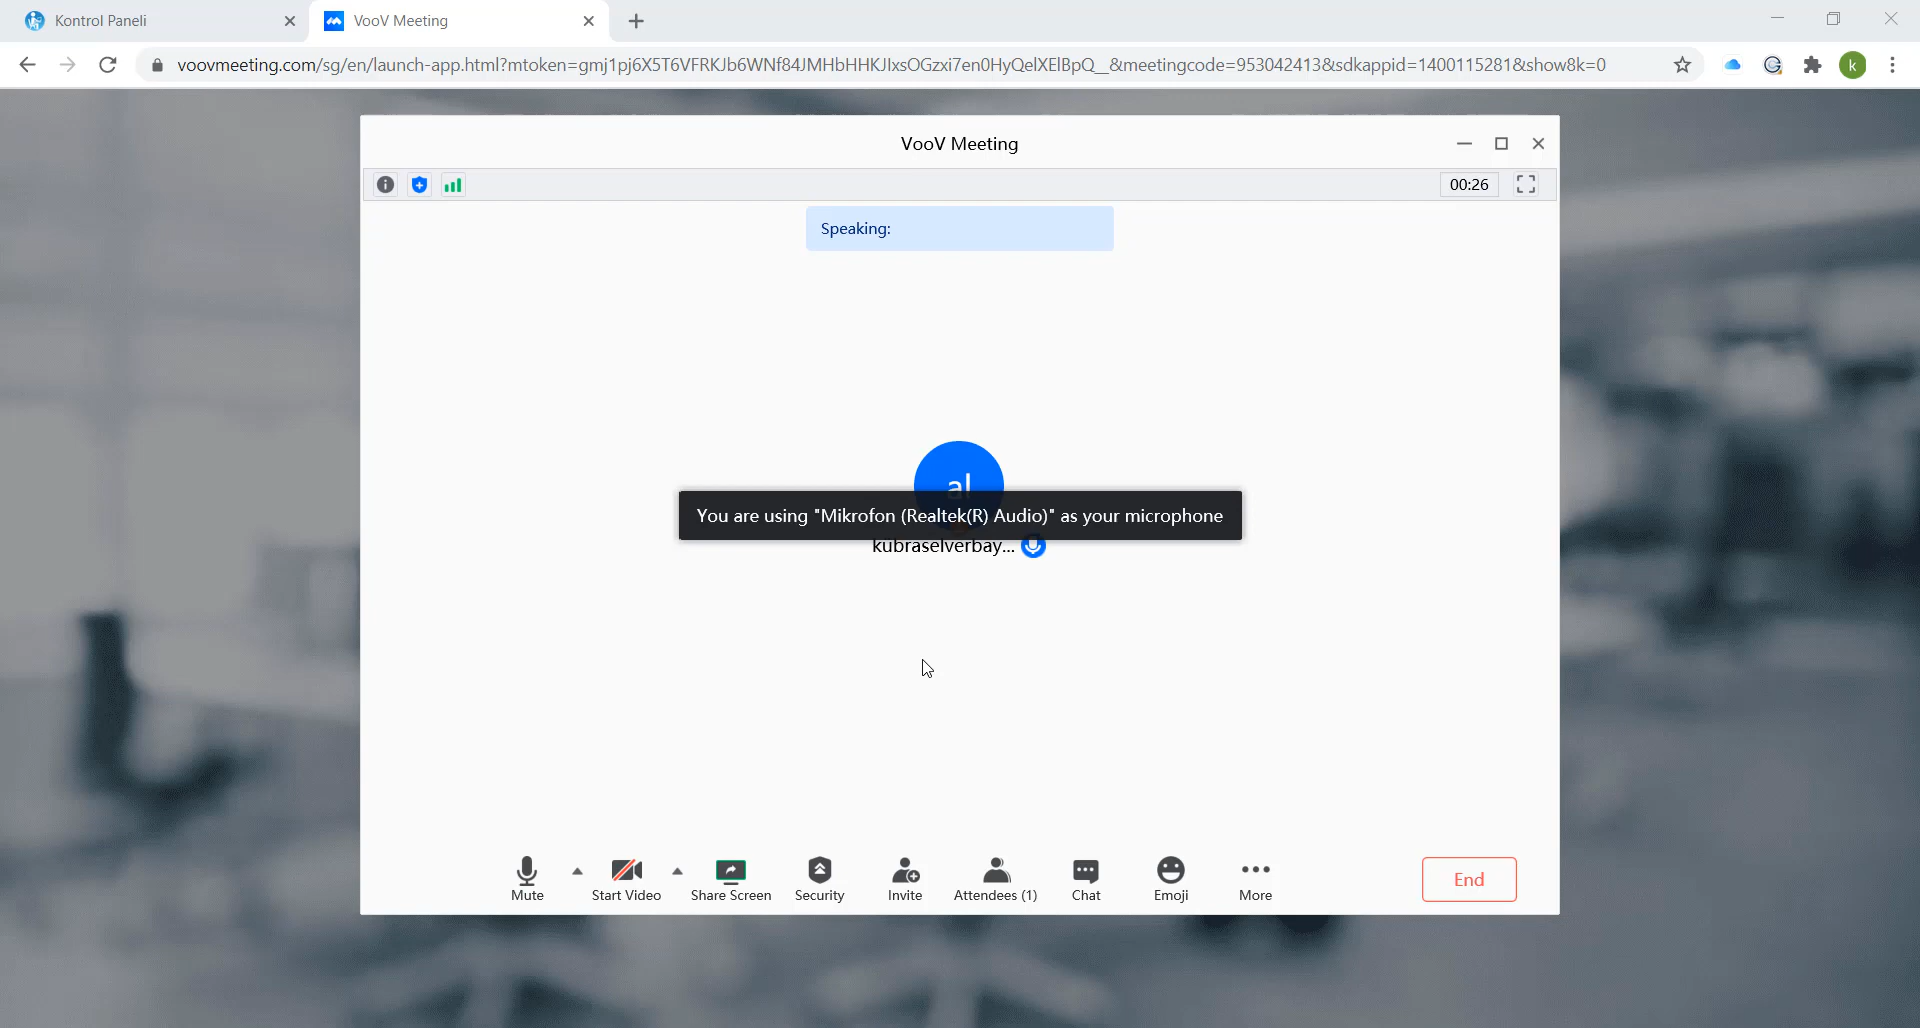 Kontrol Paneli
VooV Meeting
voovmeeting.com/sg/en/launch-app.html?mtoken=gmj1pj6X5T6VFRKJb6WNf84JMHbHHKJIxsOGzxi7en0HyQelXElBpQ__&meetingcode=953042413&sdkappid=1400115281&show8k=0
k
VooV Meeting
00:26
Speaking:
al
You are using "Mikrofon (Realtek(R) Audio)" as your microphone
kübraselverbay...
Mute
Start Video
Share Screen
Security
Invite
Attendees (1)
Chat
Emoji
More
End